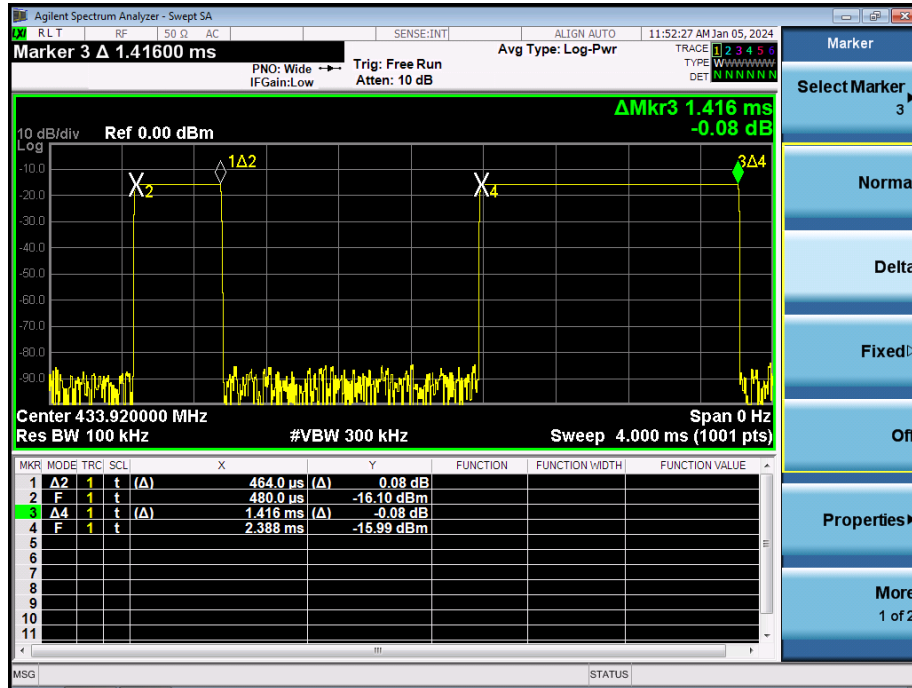 Agilent Spectrum Analyzer - Swept SA
LXI RLT RF 50 Ω AC SENSE:INT ALIGN AUTO 11:52:27 AM Jan 05, 2024
Marker 3 Δ 1.41600 ms
PNO: Wide
IFGain:Low
Trig: Free Run
Atten: 10 dB
Avg Type: Log-Pwr
TRACE 1 2 3 4 5 6
TYPE WWWWWW
DET N N N N N N
ΔMkr3 1.416 ms
-0.08 dB
10 dB/div Ref 0.00 dBm
Log
-10.0
-20.0
-30.0
-40.0
-50.0
-60.0
-70.0
-80.0
-90.0
2
1Δ2
4
3Δ4
Center 433.920000 MHz Span 0 Hz
Res BW 100 kHz #VBW 300 kHz Sweep 4.000 ms (1001 pts)
MKR MODE TRC SCL X Y FUNCTION FUNCTION WIDTH FUNCTION VALUE
1 Δ2 1 t (Δ) 464.0 µs (Δ) 0.08 dB
2 F 1 t 480.0 µs -16.10 dBm
3 Δ4 1 t (Δ) 1.416 ms (Δ) -0.08 dB
4 F 1 t 2.388 ms -15.99 dBm
5
6
7
8
9
10
11
MSG STATUS
Marker
Select Marker
3
Norma
Delta
Fixed
Of
Properties
More
1 of 2